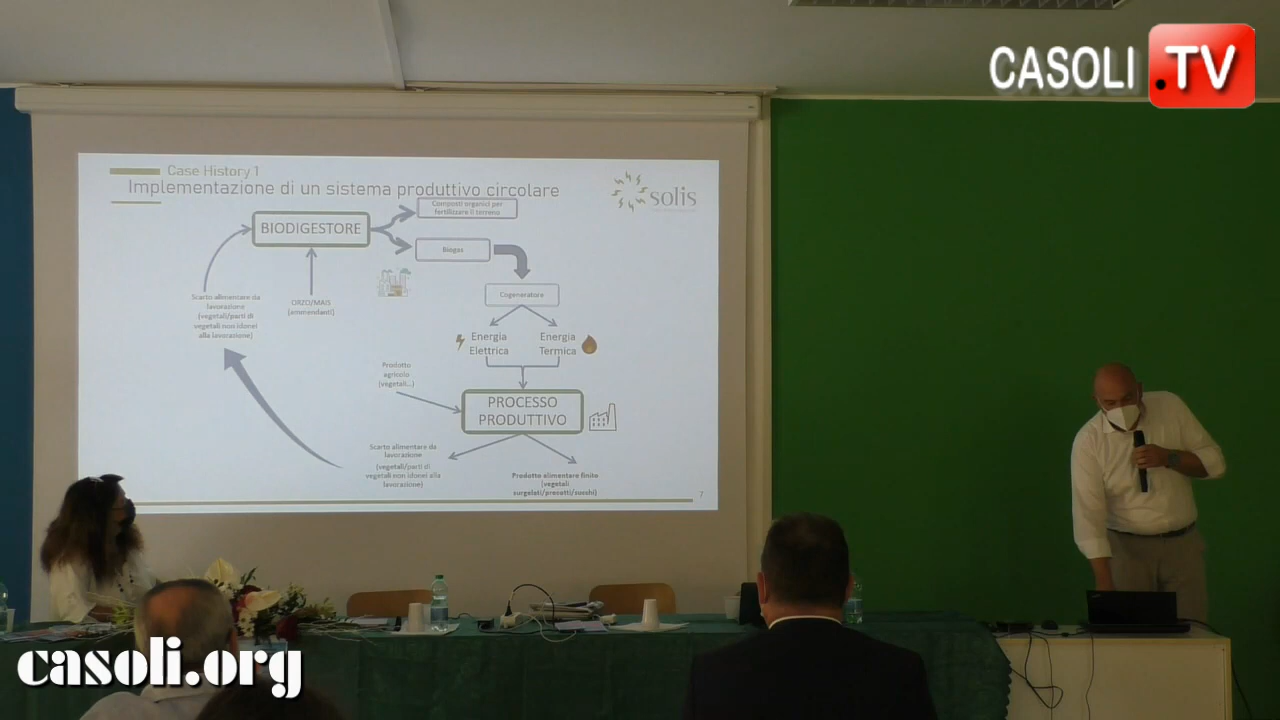 CASOLI .TV
Case History 1
Implementazione di un sistema produttivo circolare
solis
BIODIGESTORE
Composti organici per
fertilizzare il terreno
Biogas
Cogeneratore
Scarto alimentare da
lavorazione
(vegetali/parti di
vegetali non idonei
alla lavorazione)
ORZO/MAIS
(emmendanti)
Energia
Elettrica
Energia
Termica
Prodotto
agricolo
(vegetali...)
PROCESSO
PRODUTTIVO
Scarto alimentare da
lavorazione
(vegetali/parti di
vegetali non idonei alla
lavorazione)
Prodotto alimentare finito
(vegetali
surgelati/precotti/succhi)
7
casoli.org